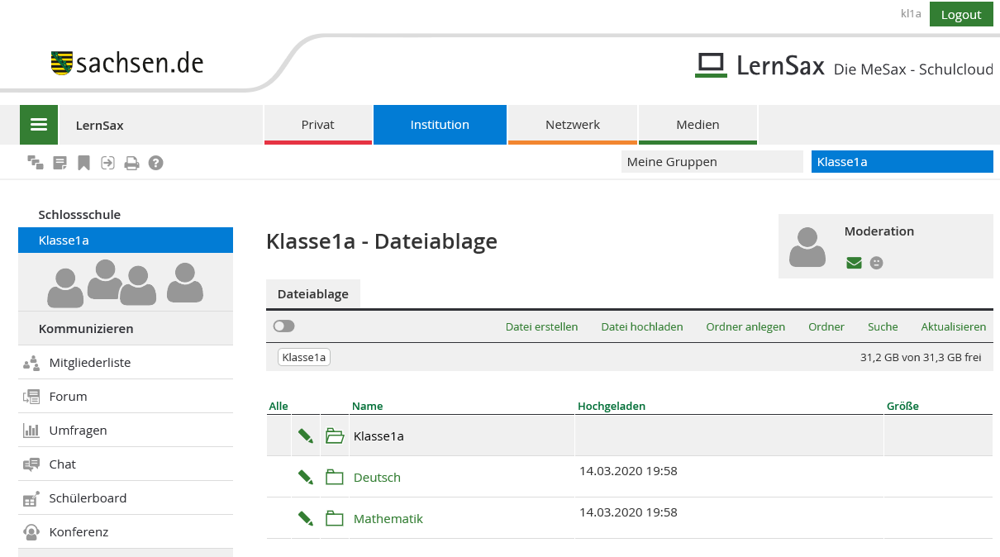 kl1a
Logout
sachsen.de
LernSax Die MeSax - Schulcloud
LernSax
Privat
Institution
Netzwerk
Medien
Meine Gruppen
Klasse1a
Schlossschule
Klasse1a
Kommunizieren
Mitgliederliste
Forum
Umfragen
Chat
Schülerboard
Konferenz
Klasse1a - Dateiablage
Moderation
Dateiablage
Datei erstellen Datei hochladen Ordner anlegen Ordner Suche Aktualisieren
Klasse1a 31,2 GB von 31,3 GB frei
Alle Name Hochgeladen Größe
Klasse1a
Deutsch 14.03.2020 19:58
Mathematik 14.03.2020 19:58